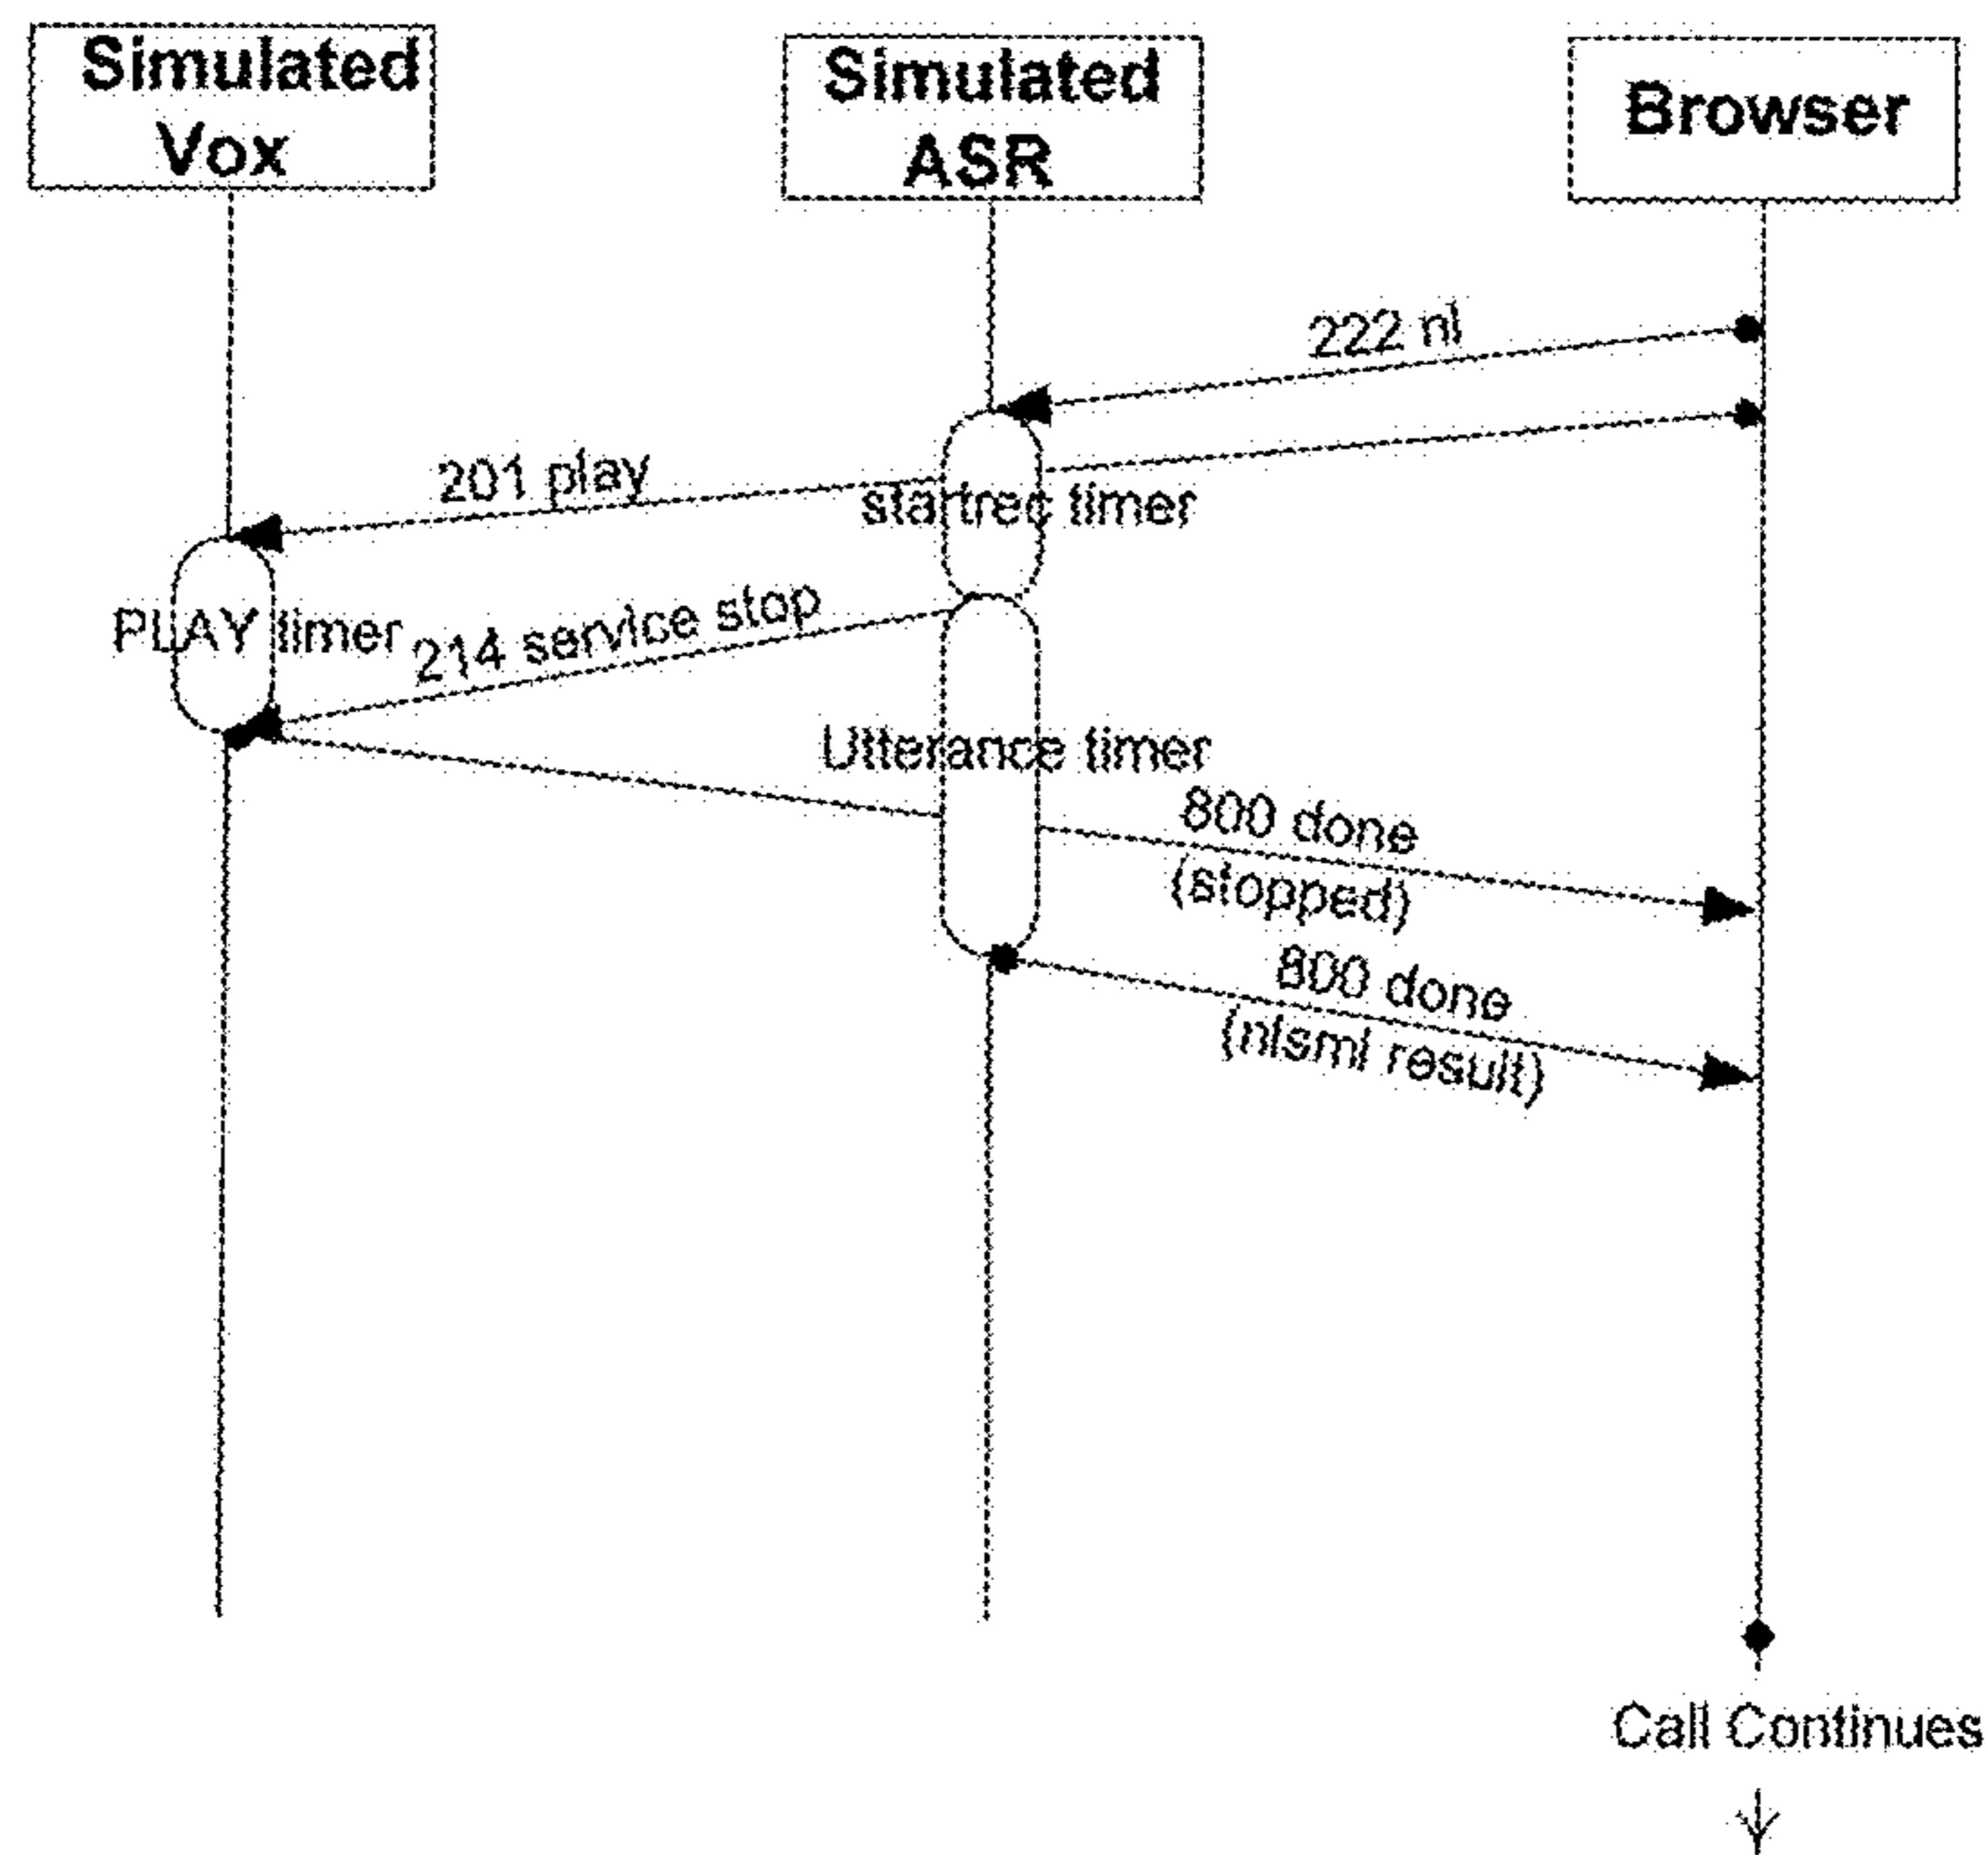 Simulated
Vox
Simulated
ASR
Browser
222 nl
201 play
startrec timer
PLAY timer
214 service stop
Utterance timer
800 done
(stopped)
800 done
(nlsml result)
Call Continues